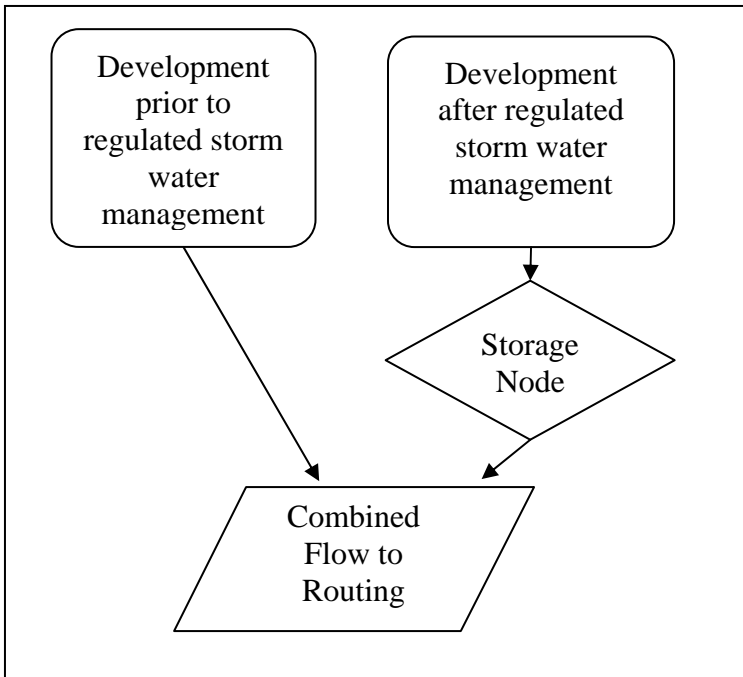 Development
prior to
regulated storm
water
management
Development
after regulated
storm water
management
Storage
Node
Combined
Flow to
Routing